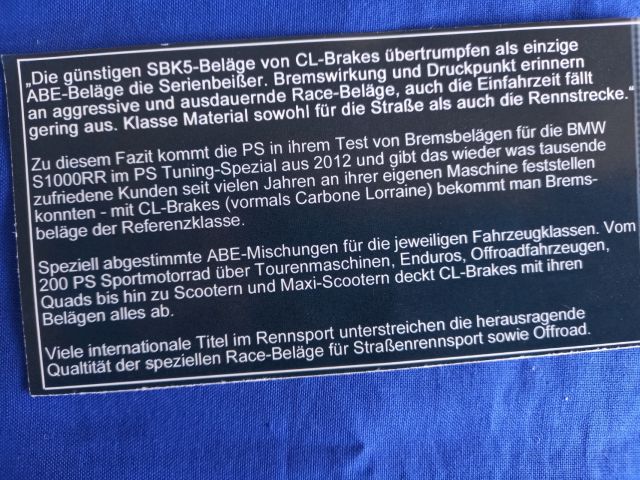 „Die günstigen SBK5-Beläge von CL-Brakes übertrumpfen als einzige
ABE-Beläge die Serienbeißer. Bremswirkung und Druckpunkt erinnern
an aggressive und ausdauernde Race-Beläge, auch die Einfahrzeit fällt
gering aus. Klasse Material sowohl für die Straße als auch die Rennstrecke.“
Zu diesem Fazit kommt die PS in ihrem Test von Bremsbelägen für die BMW
S1000RR im PS Tuning-Spezial aus 2012 und gibt das wieder was tausende
zufriedene Kunden seit vielen Jahren an ihrer eigenen Maschine feststellen
konnten - mit CL-Brakes (vormals Carbone Lorraine) bekommt man Brems-
beläge der Referenzklasse.
Speziell abgestimmte ABE-Mischungen für die jeweiligen Fahrzeugklassen. Vom
200 PS Sportmotorrad über Tourenmaschinen, Enduros, Offroadfahrzeugen,
Quads bis hin zu Scootern und Maxi-Scootern deckt CL-Brakes mit ihren
Belägen alles ab.
Viele internationale Titel im Rennsport unterstreichen die herausragende
Qualtität der speziellen Race-Beläge für Straßenrennsport sowie Offroad.